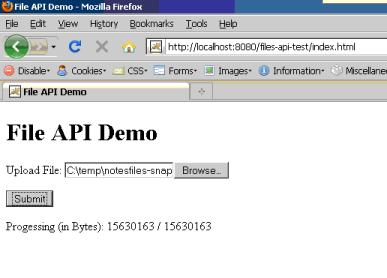 File API Demo - Mozilla Firefox
File Edit View History Bookmarks Tools Help
http://localhost:8080/files-api-test/index.html
Disable Cookies CSS Forms Images Information Miscellane
File API Demo
File API Demo
Upload File: C:\temp\notesfiles-snap Browse...
Submit
Progessing (in Bytes): 15630163 / 15630163